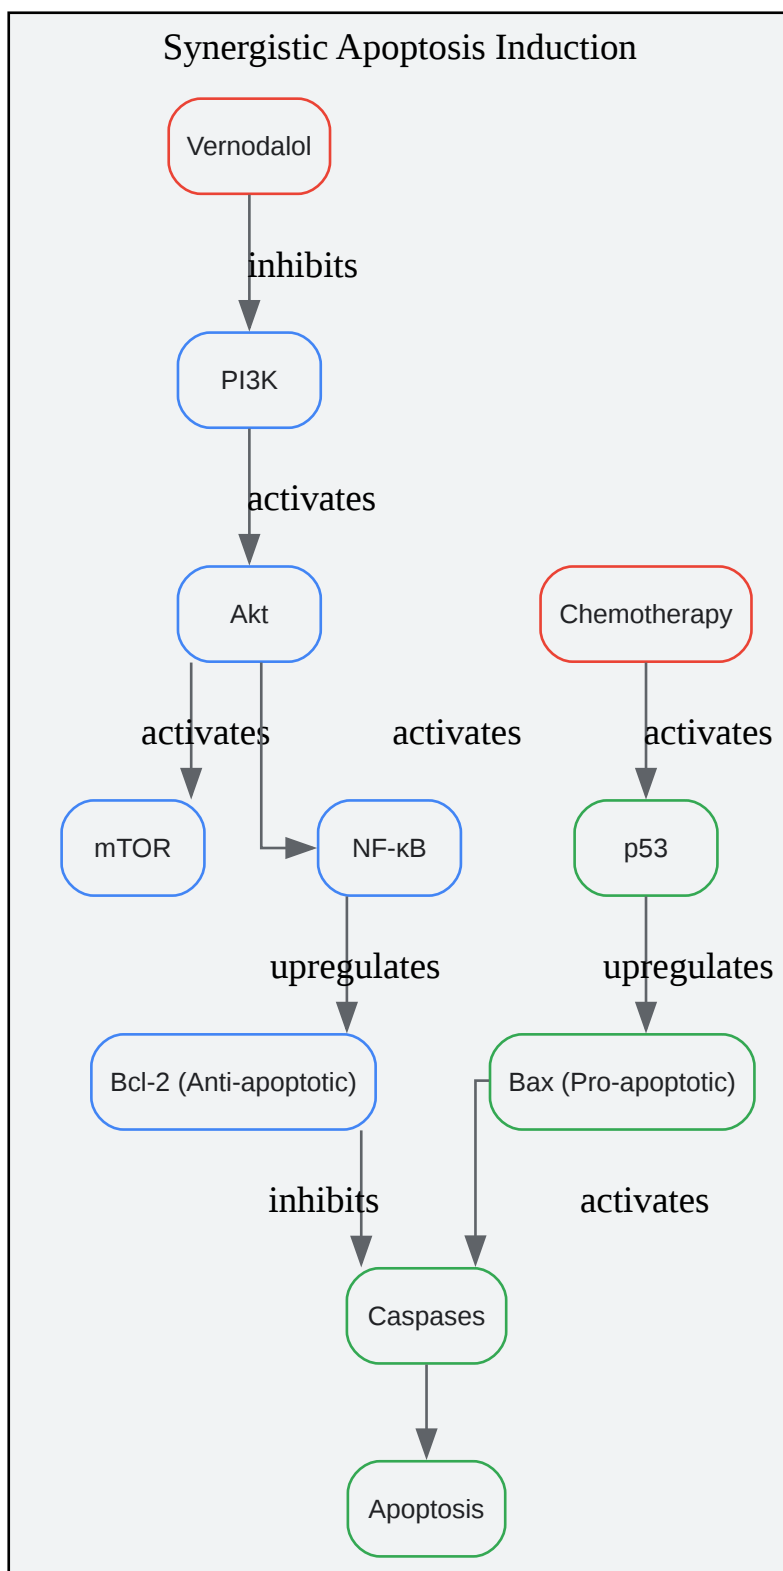 Synergistic Apoptosis Induction
Vernodalol
inhibits
PI3K
activates
Akt
Chemotherapy
activates
activates
activates
mTOR
NF-κB
p53
upregulates
upregulates
Bcl-2 (Anti-apoptotic)
Bax (Pro-apoptotic)
inhibits
activates
Caspases
Apoptosis